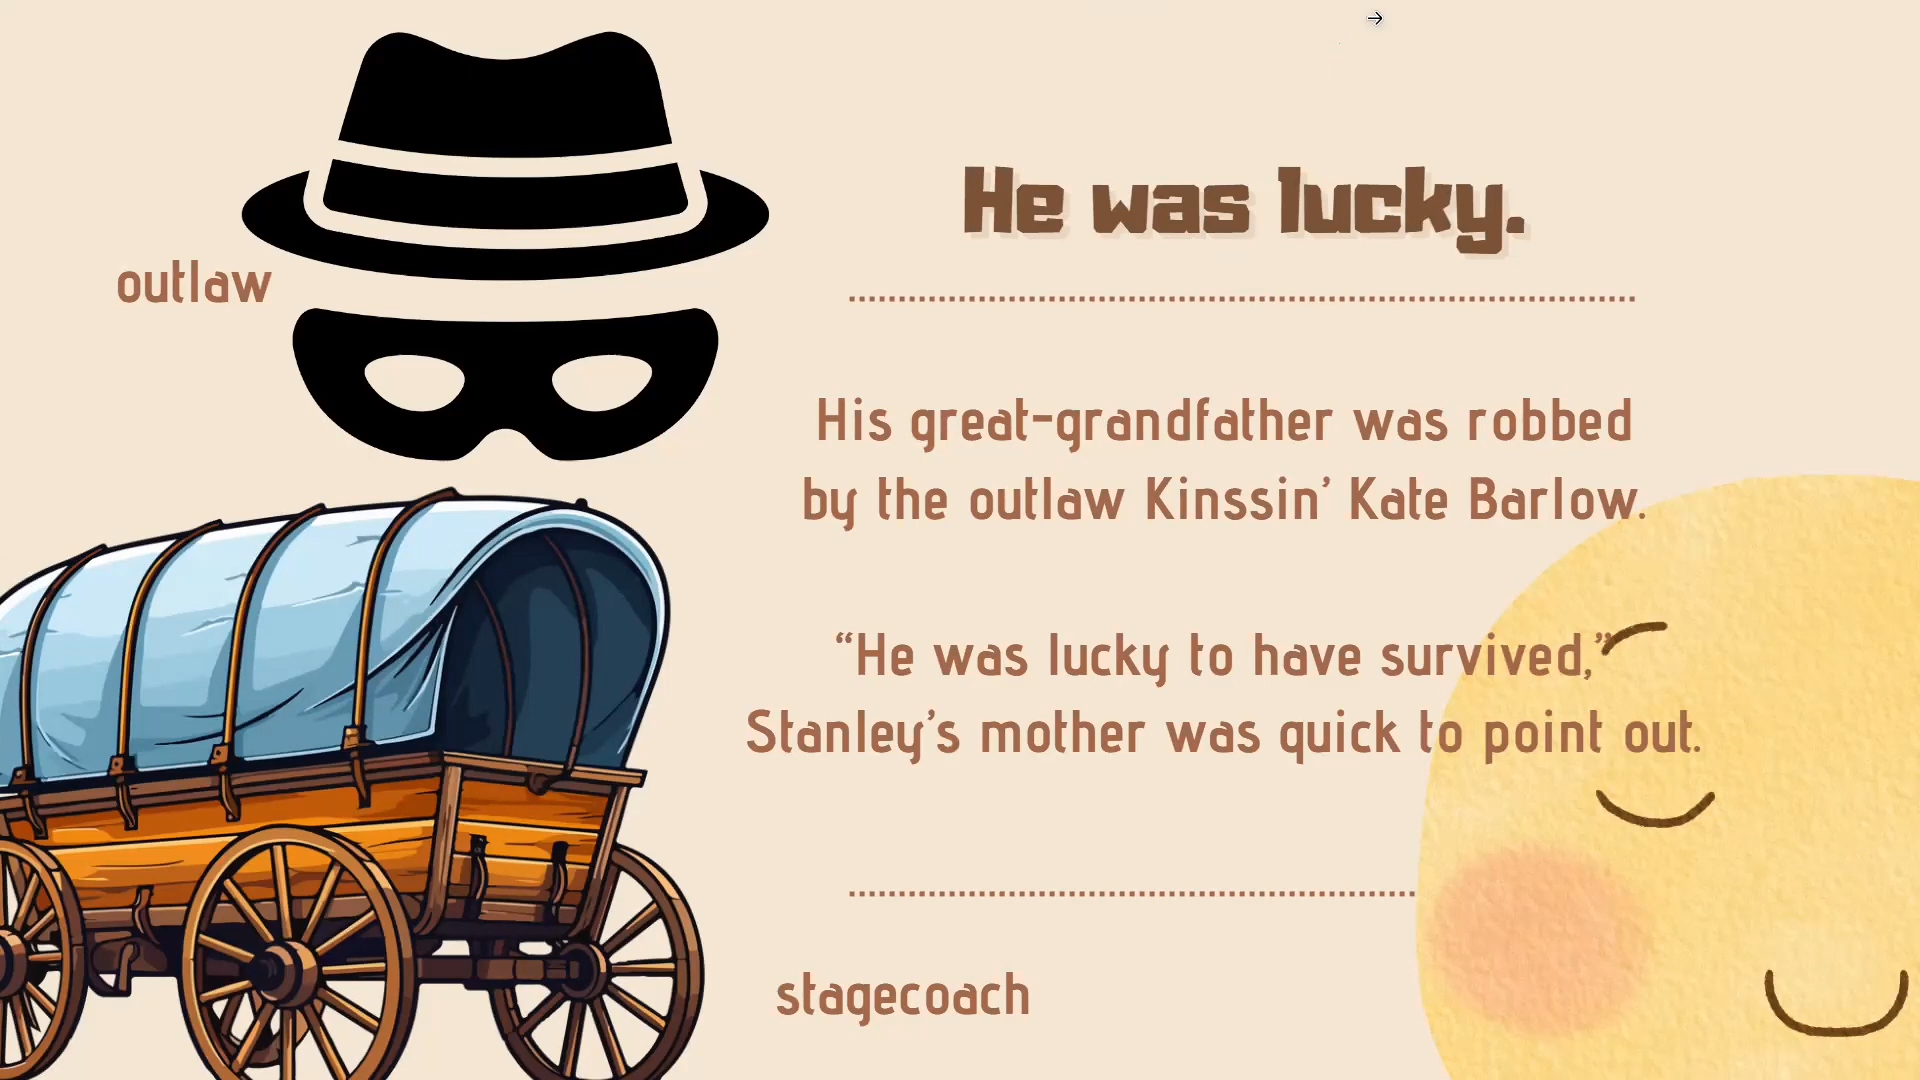 He was lucky.
outlaw
His great-grandfather was robbed
by the outlaw Kinssin’ Kate Barlow.
“He was lucky to have survived,”
Stanley’s mother was quick to point out.
stagecoach